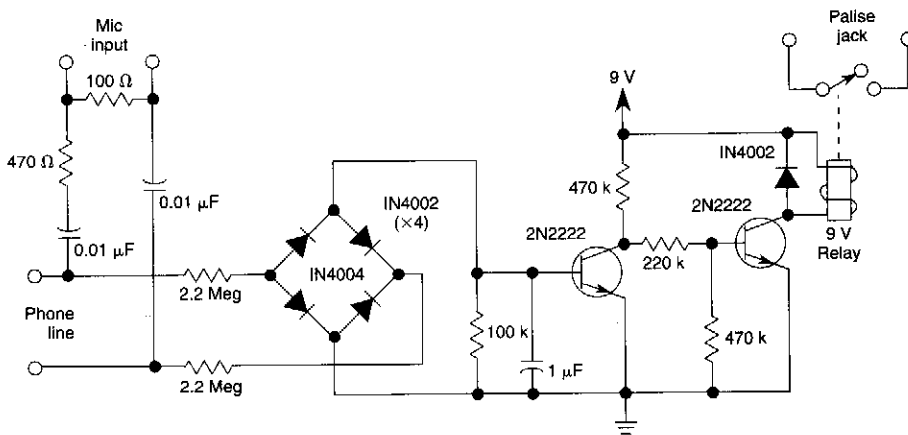 Mic
input
100 Ω
470 Ω
0.01 μF
0.01 μF
Phone
line
2.2 Meg
2.2 Meg
IN4002
(×4)
IN4004
100 k
1 μF
9 V
470 k
2N2222
220 k
470 k
2N2222
IN4002
Palise
jack
9 V
Relay